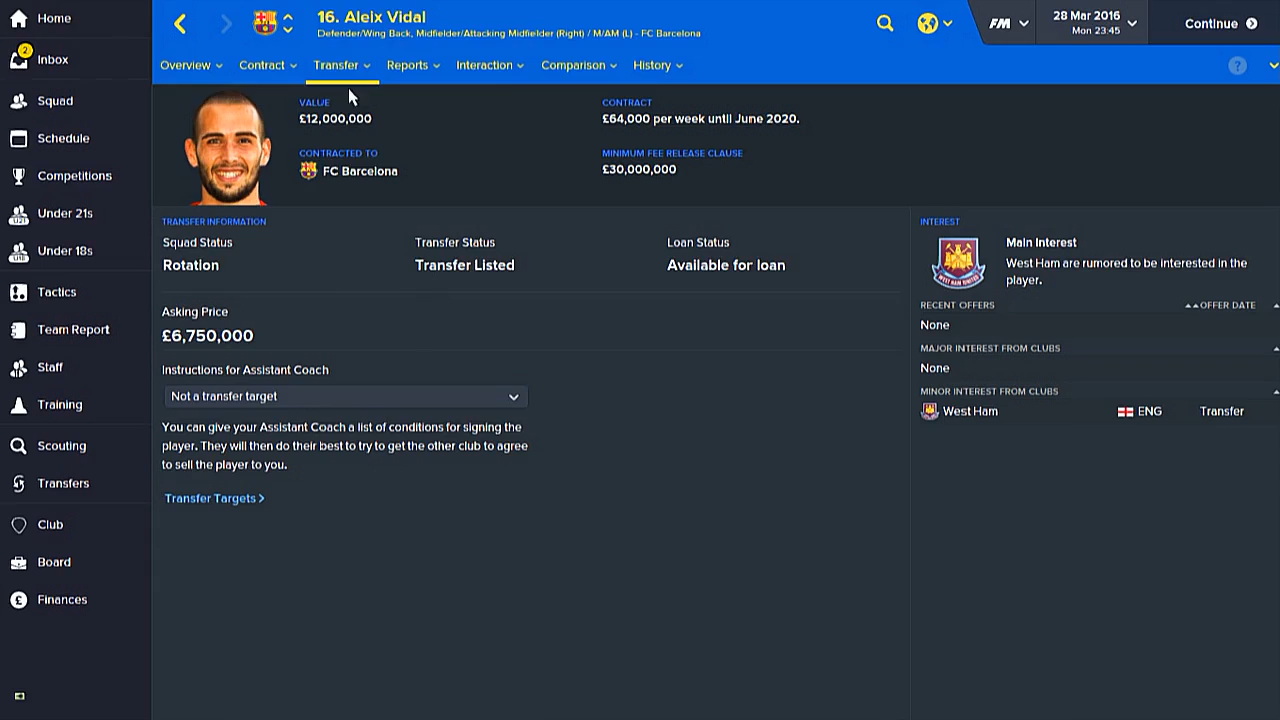 Home
2
Inbox
Squad
Schedule
Competitions
Under 21s
Under 18s
Tactics
Team Report
Staff
Training
Scouting
Transfers
Club
Board
Finances
16. Aleix Vidal
Defender/Wing Back, Midfielder/Attacking Midfielder (Right) / M/AM (L) - FC Barcelona
FM
28 Mar 2016
Mon 23:45
Continue
Overview
Contract
Transfer
Reports
Interaction
Comparison
History
?
VALUE
£12,000,000
CONTRACT
£64,000 per week until June 2020.
CONTRACTED TO
FC Barcelona
MINIMUM FEE RELEASE CLAUSE
£30,000,000
TRANSFER INFORMATION
Squad Status
Rotation
Transfer Status
Transfer Listed
Loan Status
Available for loan
Asking Price
£6,750,000
Instructions for Assistant Coach
Not a transfer target
You can give your Assistant Coach a list of conditions for signing the
player. They will then do their best to try to get the other club to agree
to sell the player to you.
Transfer Targets >
INTEREST
WEST HAM UNITED
Main Interest
West Ham are rumored to be interested in the
player.
RECENT OFFERS
OFFER DATE
None
MAJOR INTEREST FROM CLUBS
None
MINOR INTEREST FROM CLUBS
West Ham
ENG
Transfer